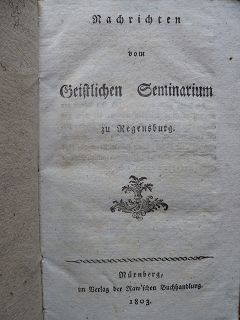 Nachrichten
vom
Geistlichen Seminarium
zu Regensburg.
Nürnberg,
im Verlag der Raw'schen Buchhandlung
1803.